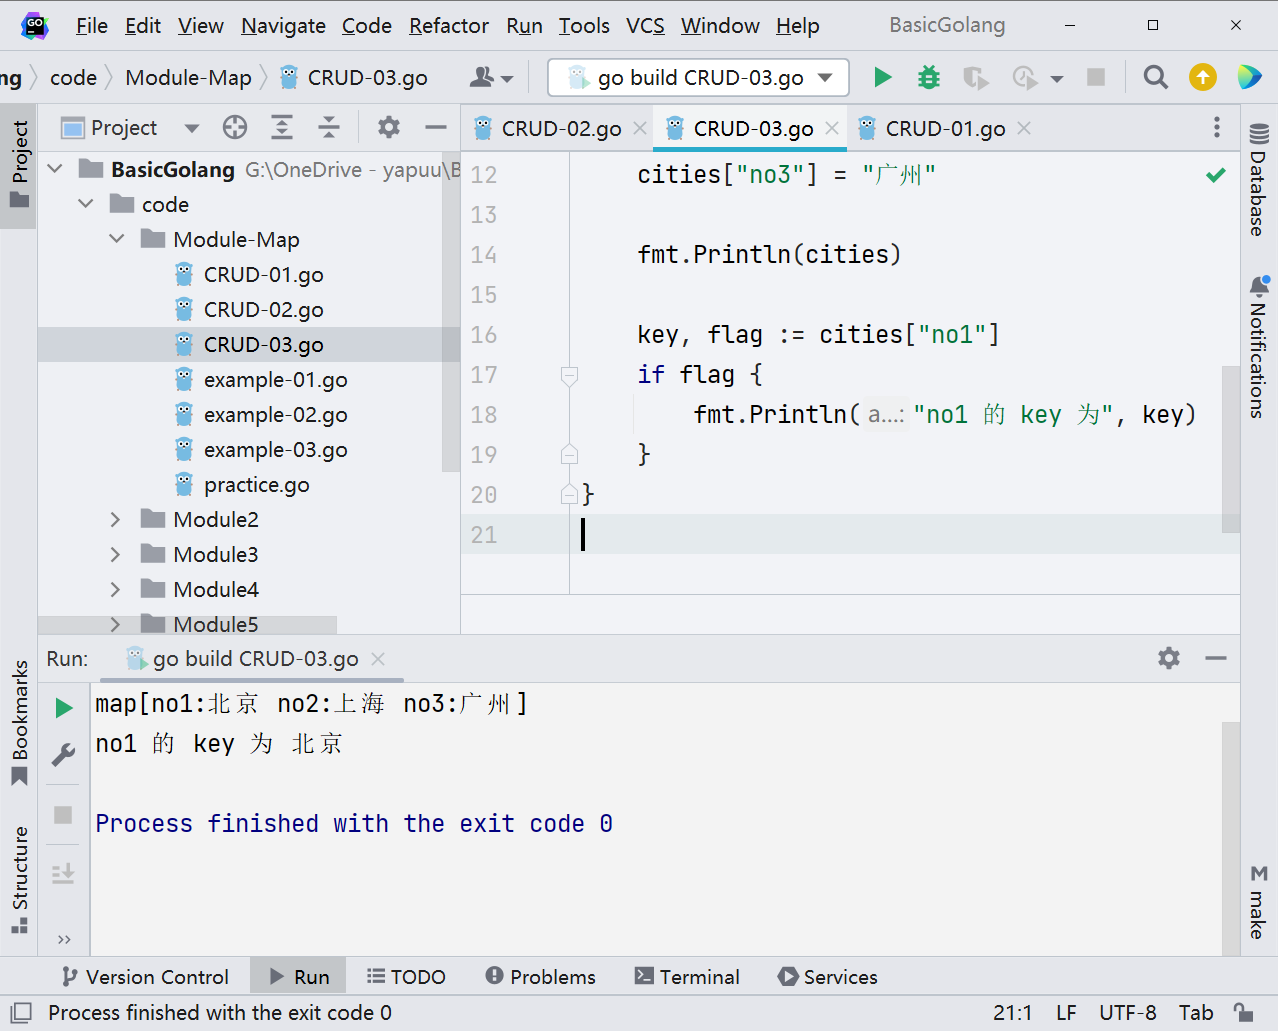 File Edit View Navigate Code Refactor Run Tools VCS Window Help BasicGolang
ng code Module-Map CRUD-03.go go build CRUD-03.go
Project
Project
CRUD-02.go CRUD-03.go CRUD-01.go
BasicGolang G:\OneDrive - yapuu\B
code
Module-Map
CRUD-01.go
CRUD-02.go
CRUD-03.go
example-01.go
example-02.go
example-03.go
practice.go
Module2
Module3
Module4
Module5
12 cities["no3"] = "广州"
13
14 fmt.Println(cities)
15
16 key, flag := cities["no1"]
17 if flag {
18 fmt.Println( a...: "no1 的 key 为", key)
19 }
20 }
21
Database
Notifications
make
Bookmarks
Structure
Run: go build CRUD-03.go
map[no1:北京 no2:上海 no3:广州]
no1 的 key 为 北京
Process finished with the exit code 0
Version Control Run TODO Problems Terminal Services
Process finished with the exit code 0 21:1 LF UTF-8 Tab